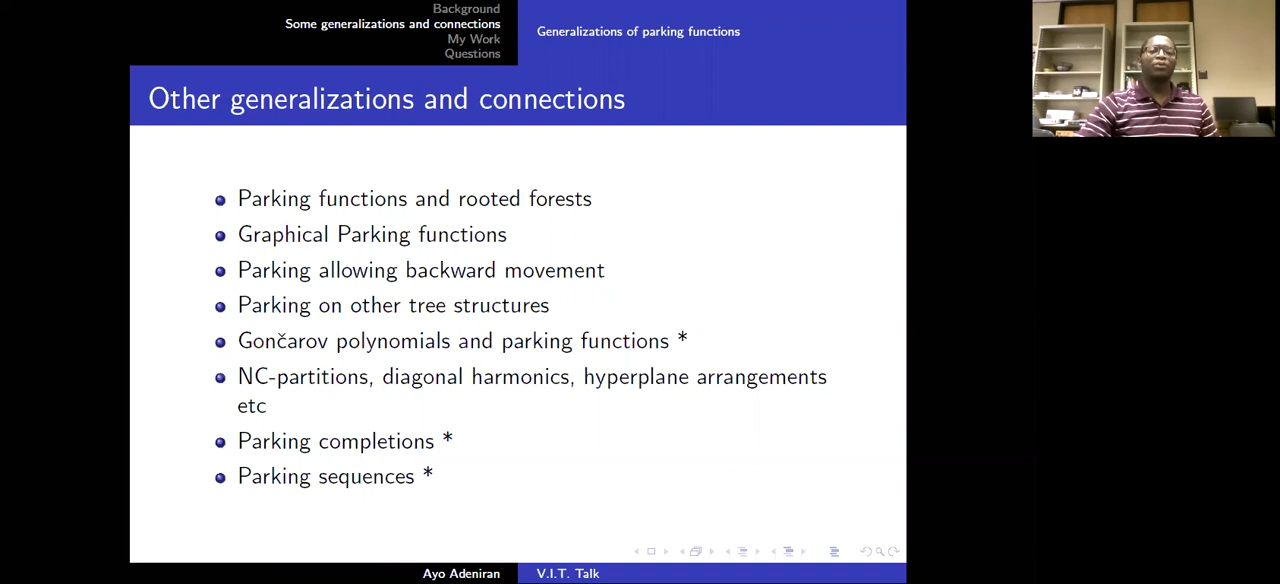 Background
Some generalizations and connections
My Work
Questions
Generalizations of parking functions
Other generalizations and connections
Parking functions and rooted forests
Graphical Parking functions
Parking allowing backward movement
Parking on other tree structures
Gončarov polynomials and parking functions *
NC-partitions, diagonal harmonics, hyperplane arrangements
etc
Parking completions *
Parking sequences *
Ayo Adeniran
V.I.T. Talk